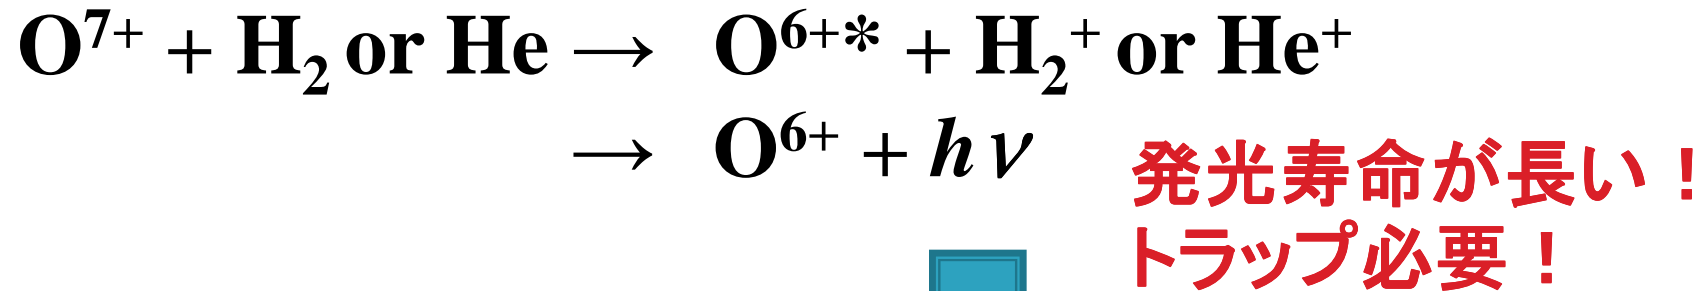 O⁷⁺ + H₂ or He → O⁶⁺* + H₂⁺ or He⁺
→ O⁶⁺ + hν
発光寿命が長い！
トラップ必要！